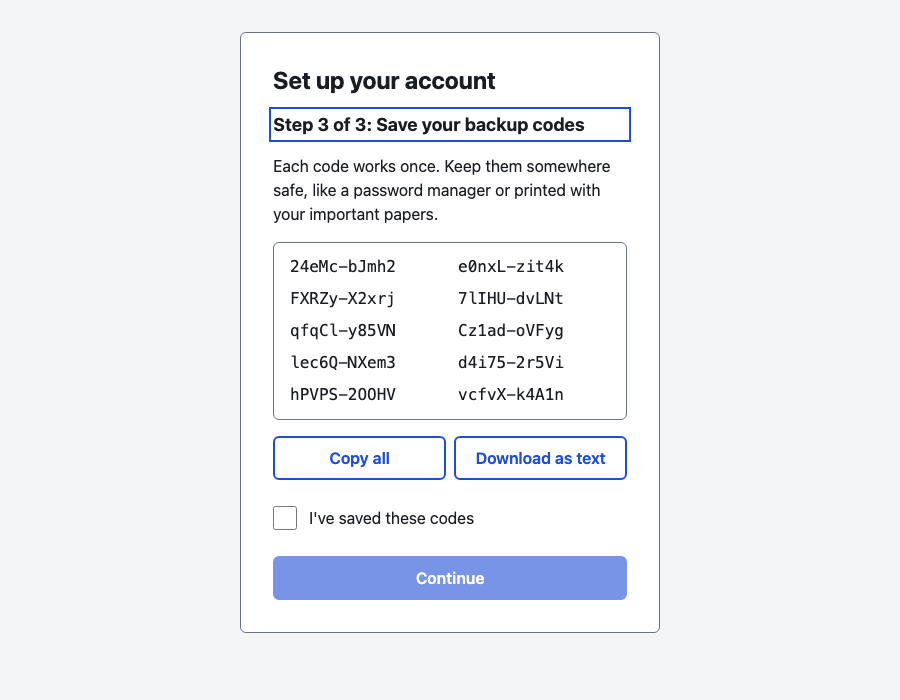 Set up your account
Step 3 of 3: Save your backup codes
Each code works once. Keep them somewhere
safe, like a password manager or printed with
your important papers.
24eMc-bJmh2 e0nxL-zit4k
FXRZy-X2xrj 7lIHU-dvLNt
qfqCl-y85VN Cz1ad-oVFyg
lec6Q-NXem3 d4i75-2r5Vi
hPVPS-2OOHV vcfvX-k4A1n
Copy all Download as text
I've saved these codes
Continue